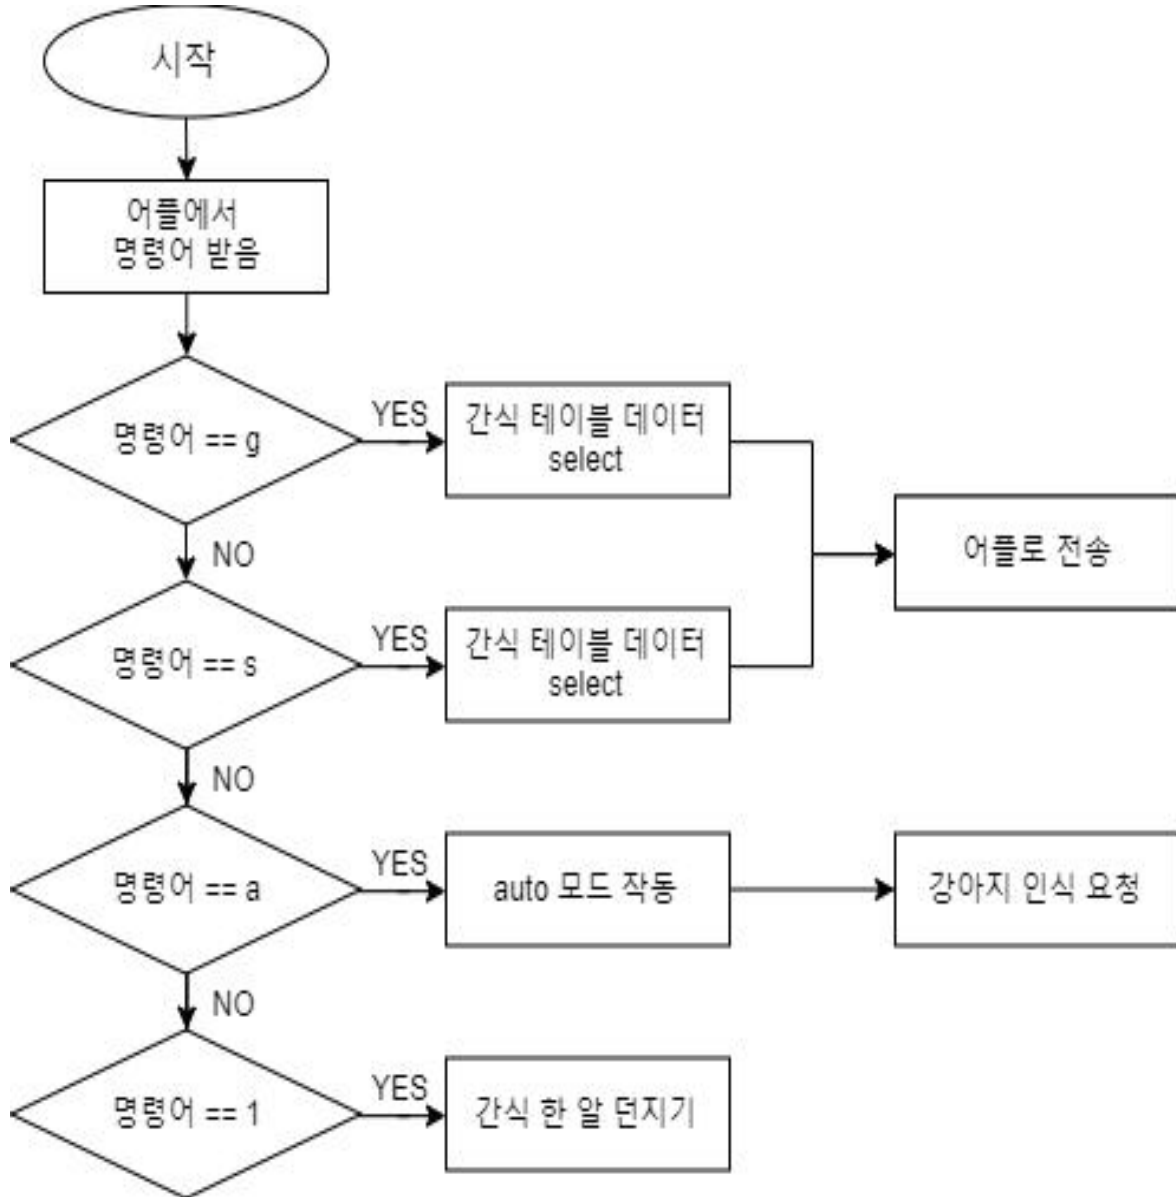 시작
어플에서
명령어 받음
명령어 == g
YES
간식 테이블 데이터
select
어플로 전송
NO
명령어 == s
YES
간식 테이블 데이터
select
NO
명령어 == a
YES
auto 모드 작동
강아지 인식 요청
NO
명령어 == 1
YES
간식 한 알 던지기